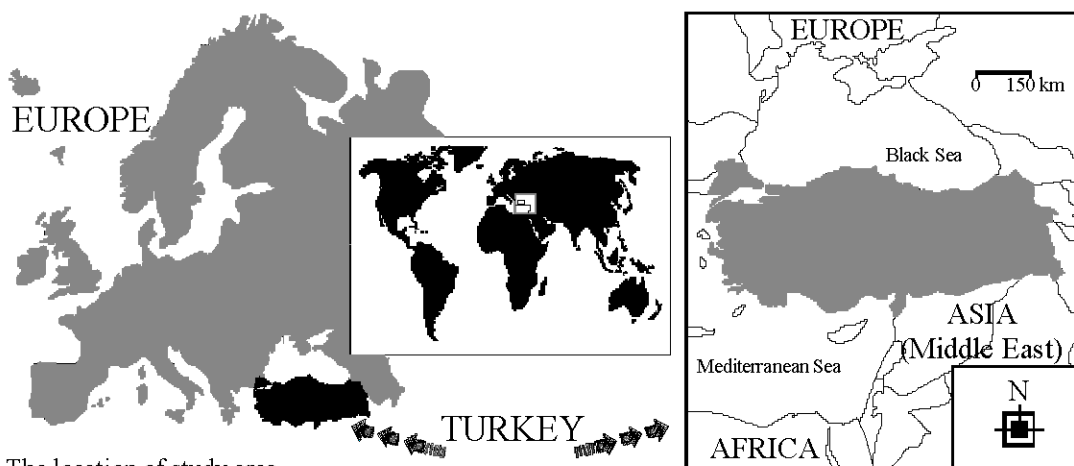 EUROPE
EUROPE
0 150 km
Black Sea
ASIA
(Middle East)
Mediterranean Sea
N
TURKEY
AFRICA
The location of study area